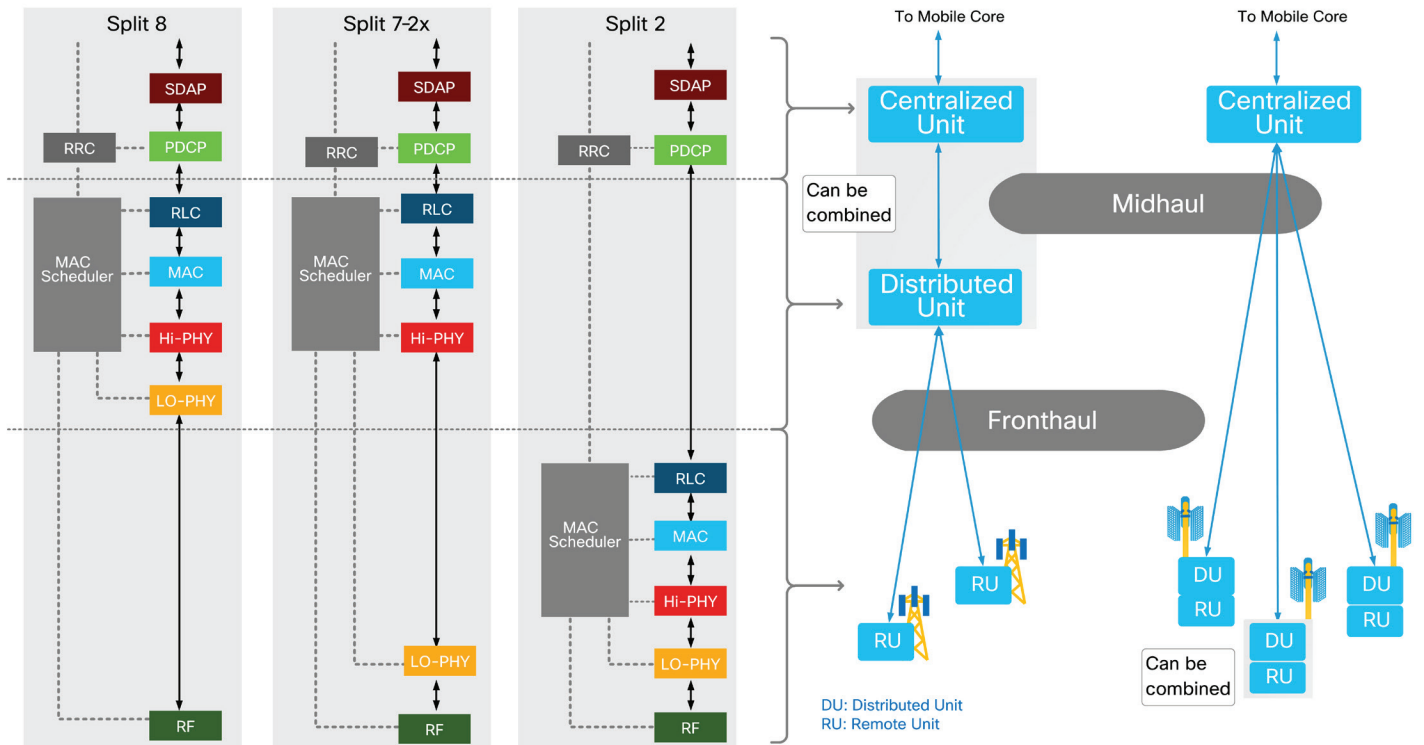 Split 8
SDAP
RRC
PDCP
RLC
MAC
Scheduler
MAC
Hi-PHY
LO-PHY
RF
Split 7-2x
SDAP
RRC
PDCP
RLC
MAC
Scheduler
MAC
Hi-PHY
LO-PHY
RF
Split 2
SDAP
RRC
PDCP
RLC
MAC
Scheduler
MAC
Hi-PHY
LO-PHY
RF
To Mobile Core
Centralized
Unit
Can be
combined
Distributed
Unit
Midhaul
Fronthaul
RU
RU
DU: Distributed Unit
RU: Remote Unit
To Mobile Core
Centralized
Unit
DU
RU
DU
RU
DU
RU
Can be
combined